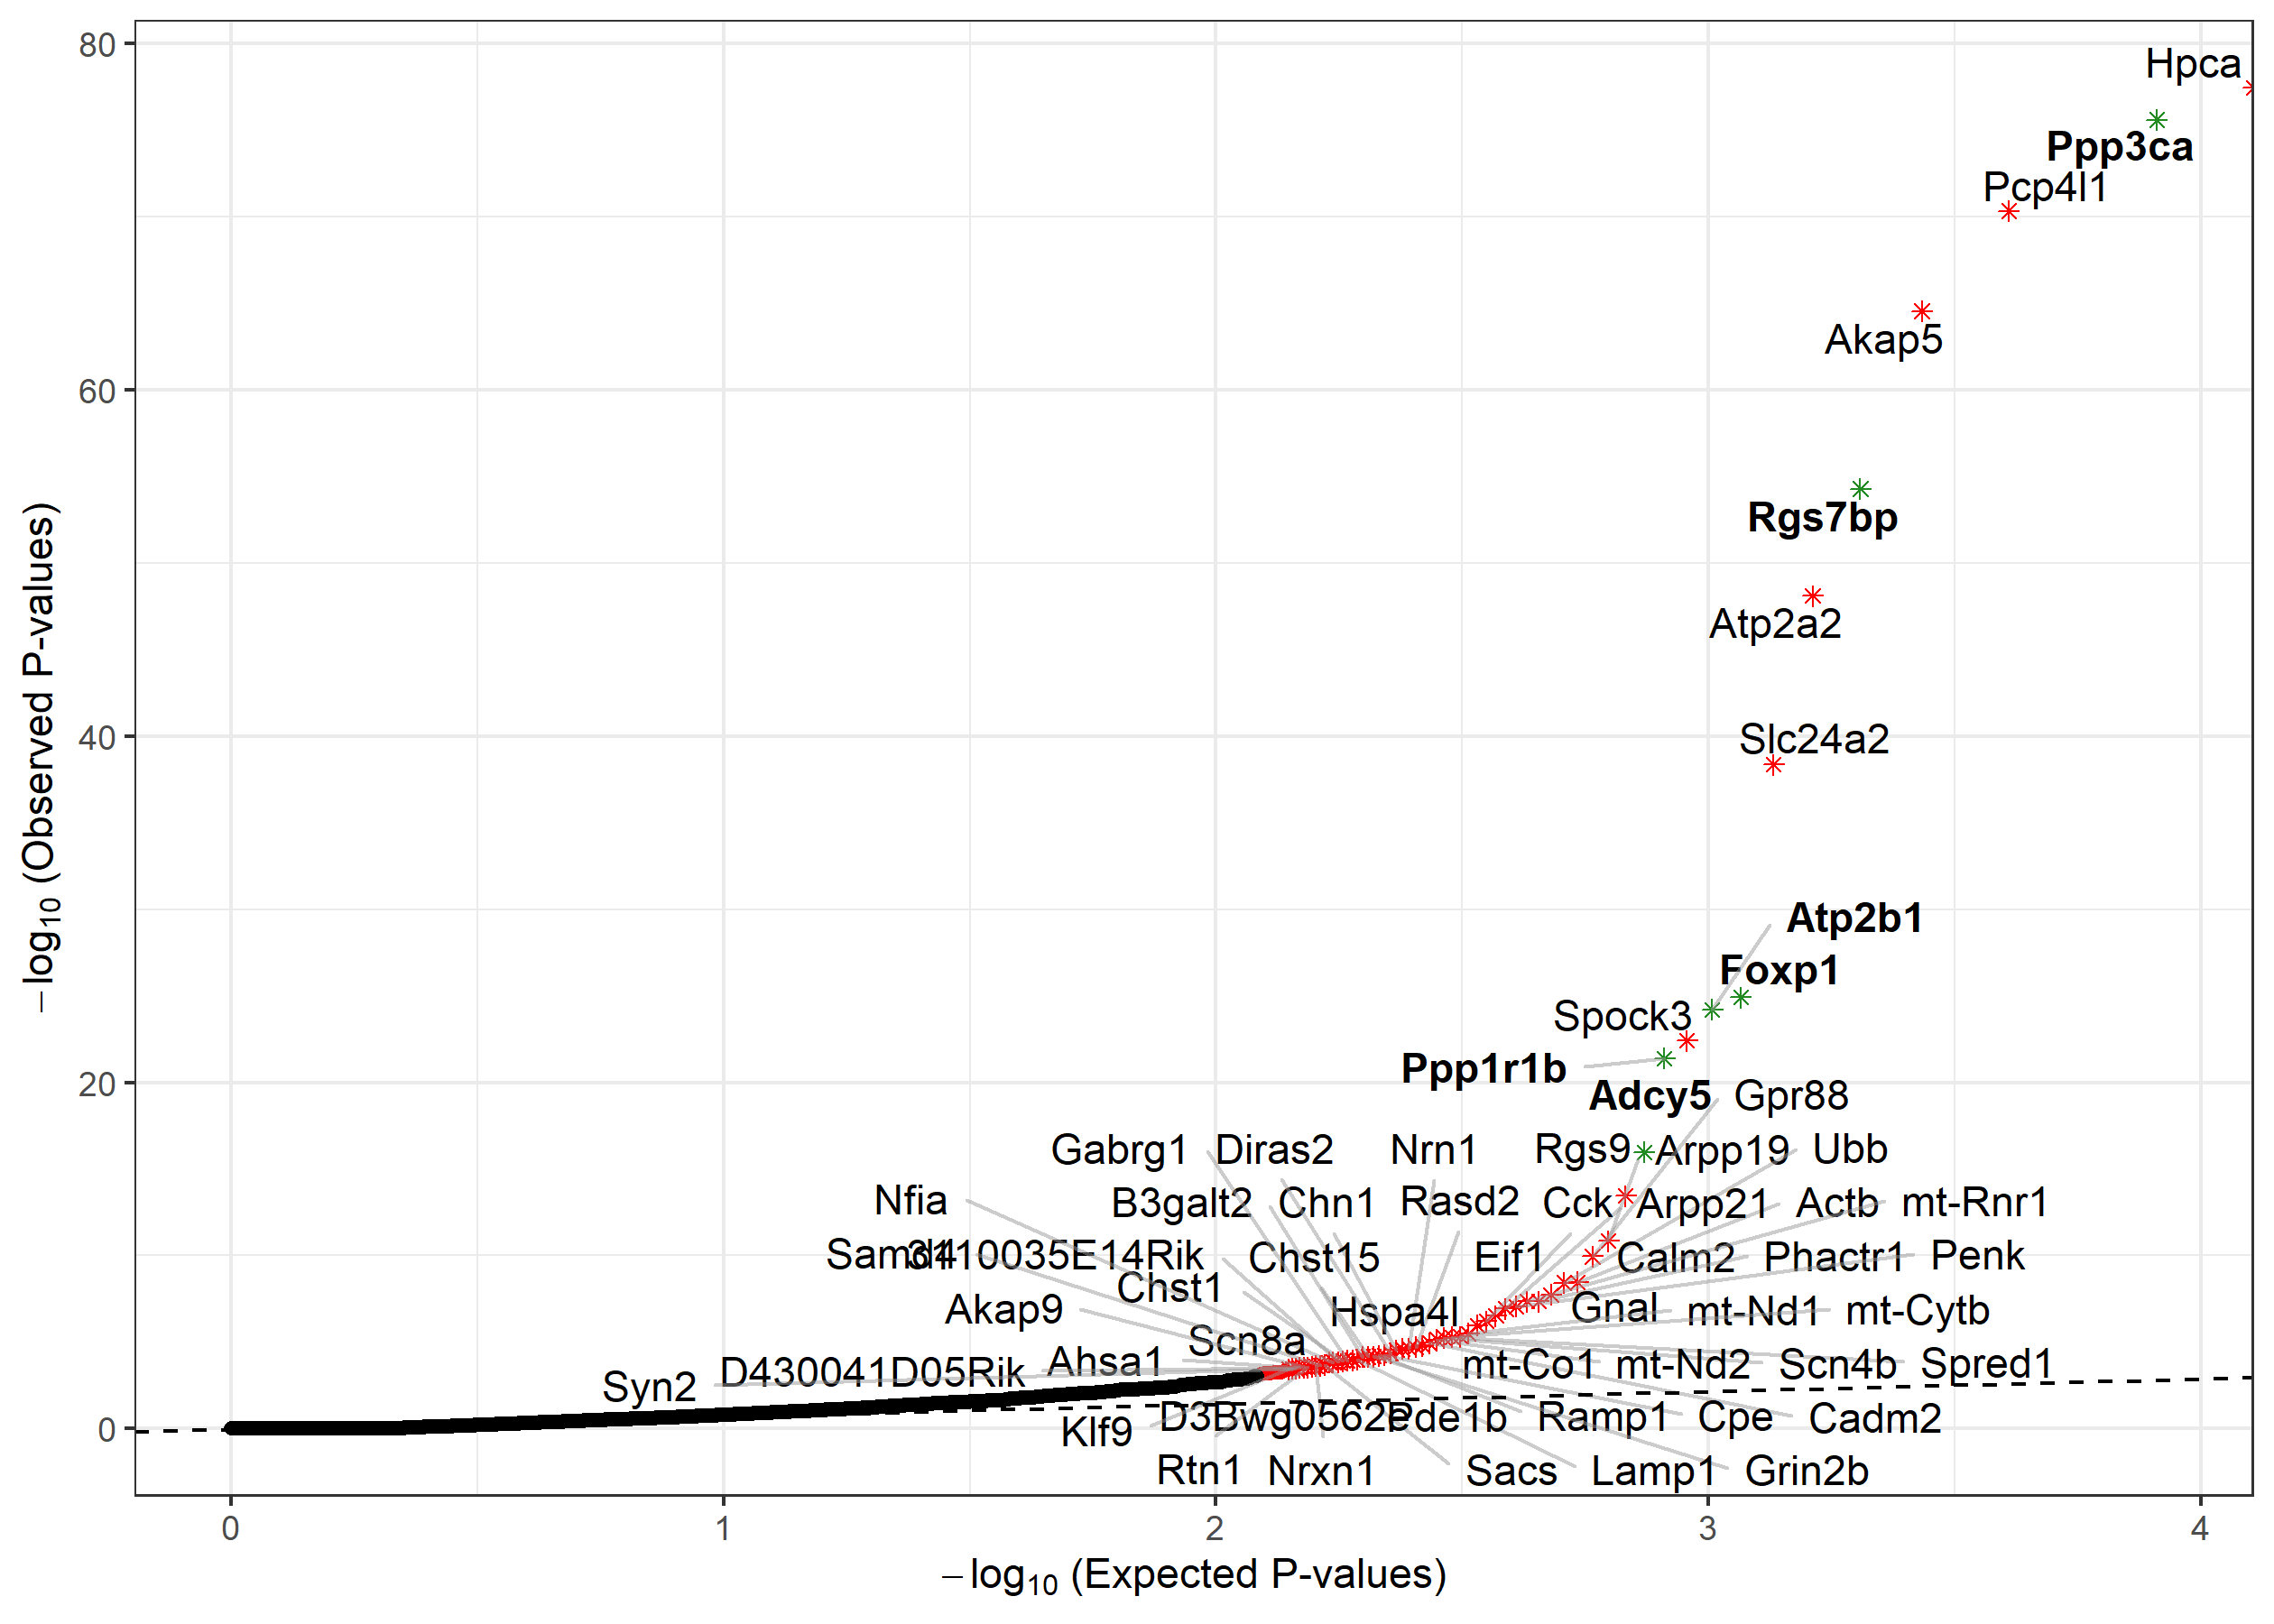 80
Hpca
Ppp3ca
Pcp4l1
Akap5
60
Rgs7bp
Atp2a2
40
Slc24a2
Atp2b1
Foxp1
Spock3
20
Ppp1r1b
Adcy5 Gpr88
Gabrg1 Diras2 Nrn1 Rgs9 Arpp19 Ubb
Nfia B3galt2 Chn1 Rasd2 Cck Arpp21 Actb mt-Rnr1
Samd4 3110035E14Rik Chst15 Eif1 Calm2 Phactr1 Penk
Chst1
Akap9 Hspa4l Gnal mt-Nd1 mt-Cytb
Scn8a
D430041D05Rik Ahsa1 mt-Co1 mt-Nd2 Scn4b Spred1
Syn2
0
Klf9 D3Bwg0562e Pde1b Ramp1 Cpe Cadm2
Rtn1 Nrxn1 Sacs Lamp1 Grin2b
0 1 2 3 4
−log10 (Expected P-values)
−log10 (Observed P-values)